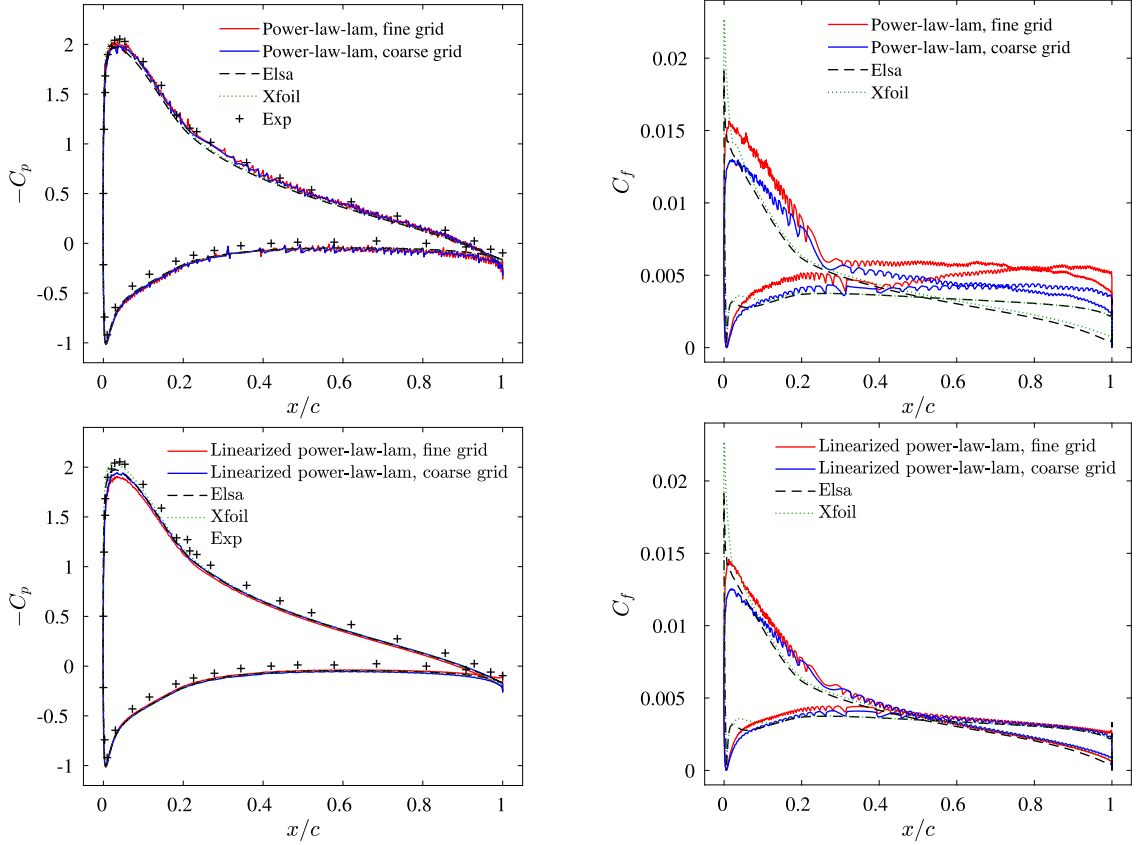 Power-law-lam, fine grid
Power-law-lam, coarse grid
Elsa
Xfoil
Exp
2
1.5
1
0.5
0
-0.5
-1
−C_p
0 0.2 0.4 0.6 0.8 1
x/c
Power-law-lam, fine grid
Power-law-lam, coarse grid
Elsa
Xfoil
0.02
0.015
0.01
0.005
0
C_f
0 0.2 0.4 0.6 0.8 1
x/c
Linearized power-law-lam, fine grid
Linearized power-law-lam, coarse grid
Elsa
Xfoil
Exp
2
1.5
1
0.5
0
-0.5
-1
−C_p
0 0.2 0.4 0.6 0.8 1
x/c
Linearized power-law-lam, fine grid
Linearized power-law-lam, coarse grid
Elsa
Xfoil
0.02
0.015
0.01
0.005
0
C_f
0 0.2 0.4 0.6 0.8 1
x/c